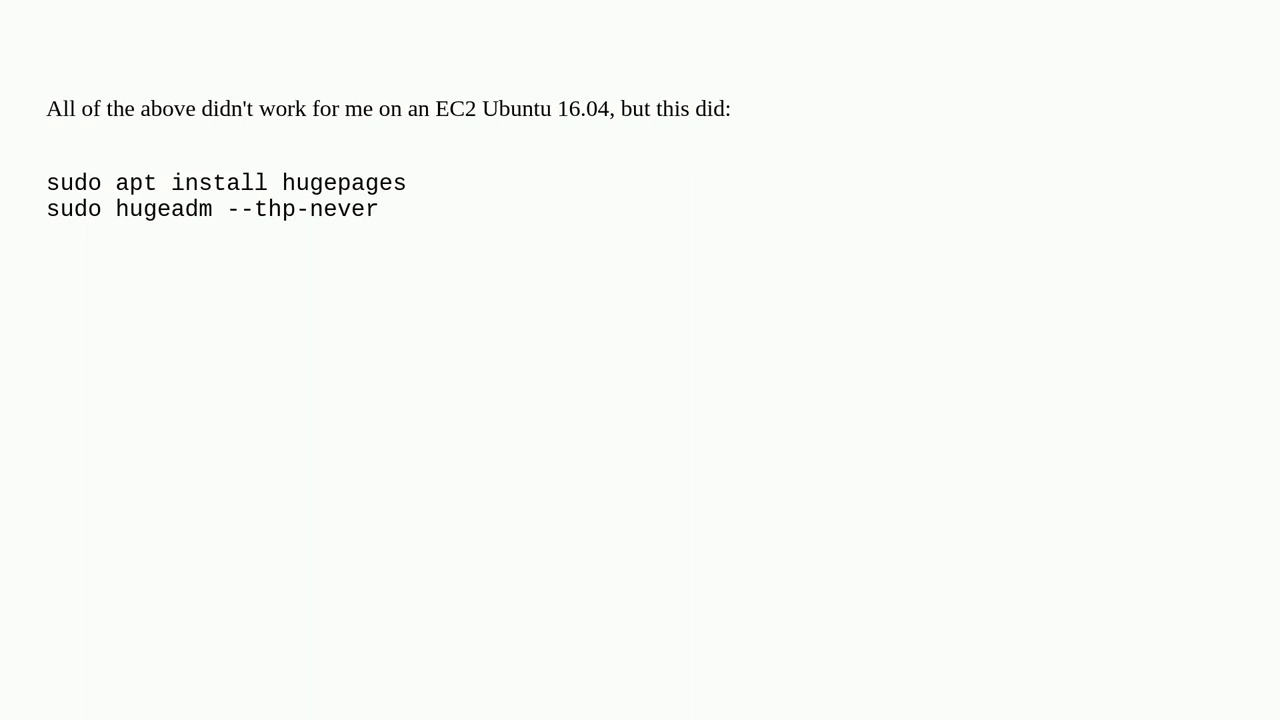 All of the above didn't work for me on an EC2 Ubuntu 16.04, but this did:
sudo apt install hugepages
sudo hugeadm --thp-never